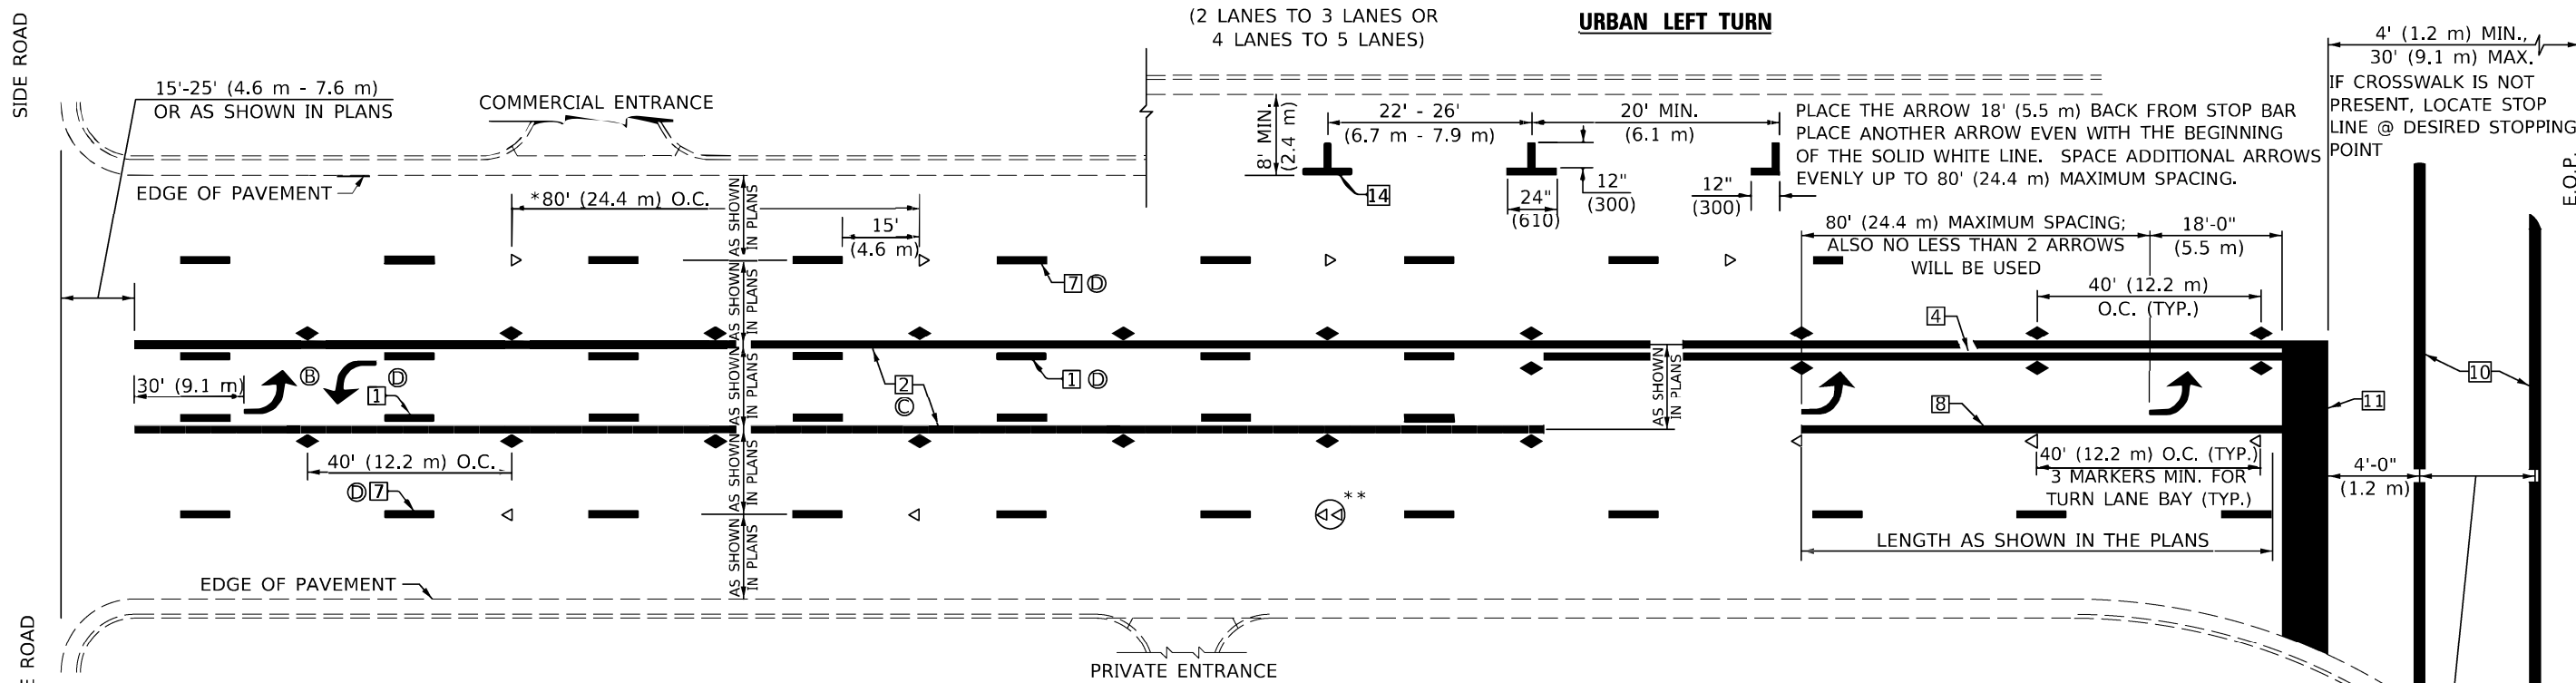 (2 LANES TO 3 LANES OR
4 LANES TO 5 LANES)
URBAN LEFT TURN
SIDE ROAD
15'-25' (4.6 m - 7.6 m)
OR AS SHOWN IN PLANS
COMMERCIAL ENTRANCE
EDGE OF PAVEMENT
*80' (24.4 m) O.C.
15'
(4.6 m)
8' MIN.
(2.4 m)
22' - 26'
(6.7 m - 7.9 m)
20' MIN.
(6.1 m)
14
24"
(610)
12"
(300)
12"
(300)
PLACE THE ARROW 18' (5.5 m) BACK FROM STOP BAR
PLACE ANOTHER ARROW EVEN WITH THE BEGINNING
OF THE SOLID WHITE LINE. SPACE ADDITIONAL ARROWS
EVENLY UP TO 80' (24.4 m) MAXIMUM SPACING.
4' (1.2 m) MIN.,
30' (9.1 m) MAX.
IF CROSSWALK IS NOT
PRESENT, LOCATE STOP
LINE @ DESIRED STOPPING
POINT
E.O.P.
80' (24.4 m) MAXIMUM SPACING;
ALSO NO LESS THAN 2 ARROWS
WILL BE USED
18'-0"
(5.5 m)
40' (12.2 m)
O.C. (TYP.)
AS SHOWN
IN PLANS
AS SHOWN
IN PLANS
AS SHOWN
IN PLANS
AS SHOWN
IN PLANS
AS SHOWN
IN PLANS
7 D
4
30' (9.1 m)
B
D
1
2
C
1 D
AS SHOWN
IN PLANS
8
10
11
40' (12.2 m) O.C.
D 7
**
40' (12.2 m) O.C. (TYP.)
3 MARKERS MIN. FOR
TURN LANE BAY (TYP.)
4'-0"
(1.2 m)
LENGTH AS SHOWN IN THE PLANS
EDGE OF PAVEMENT
PRIVATE ENTRANCE
E ROAD